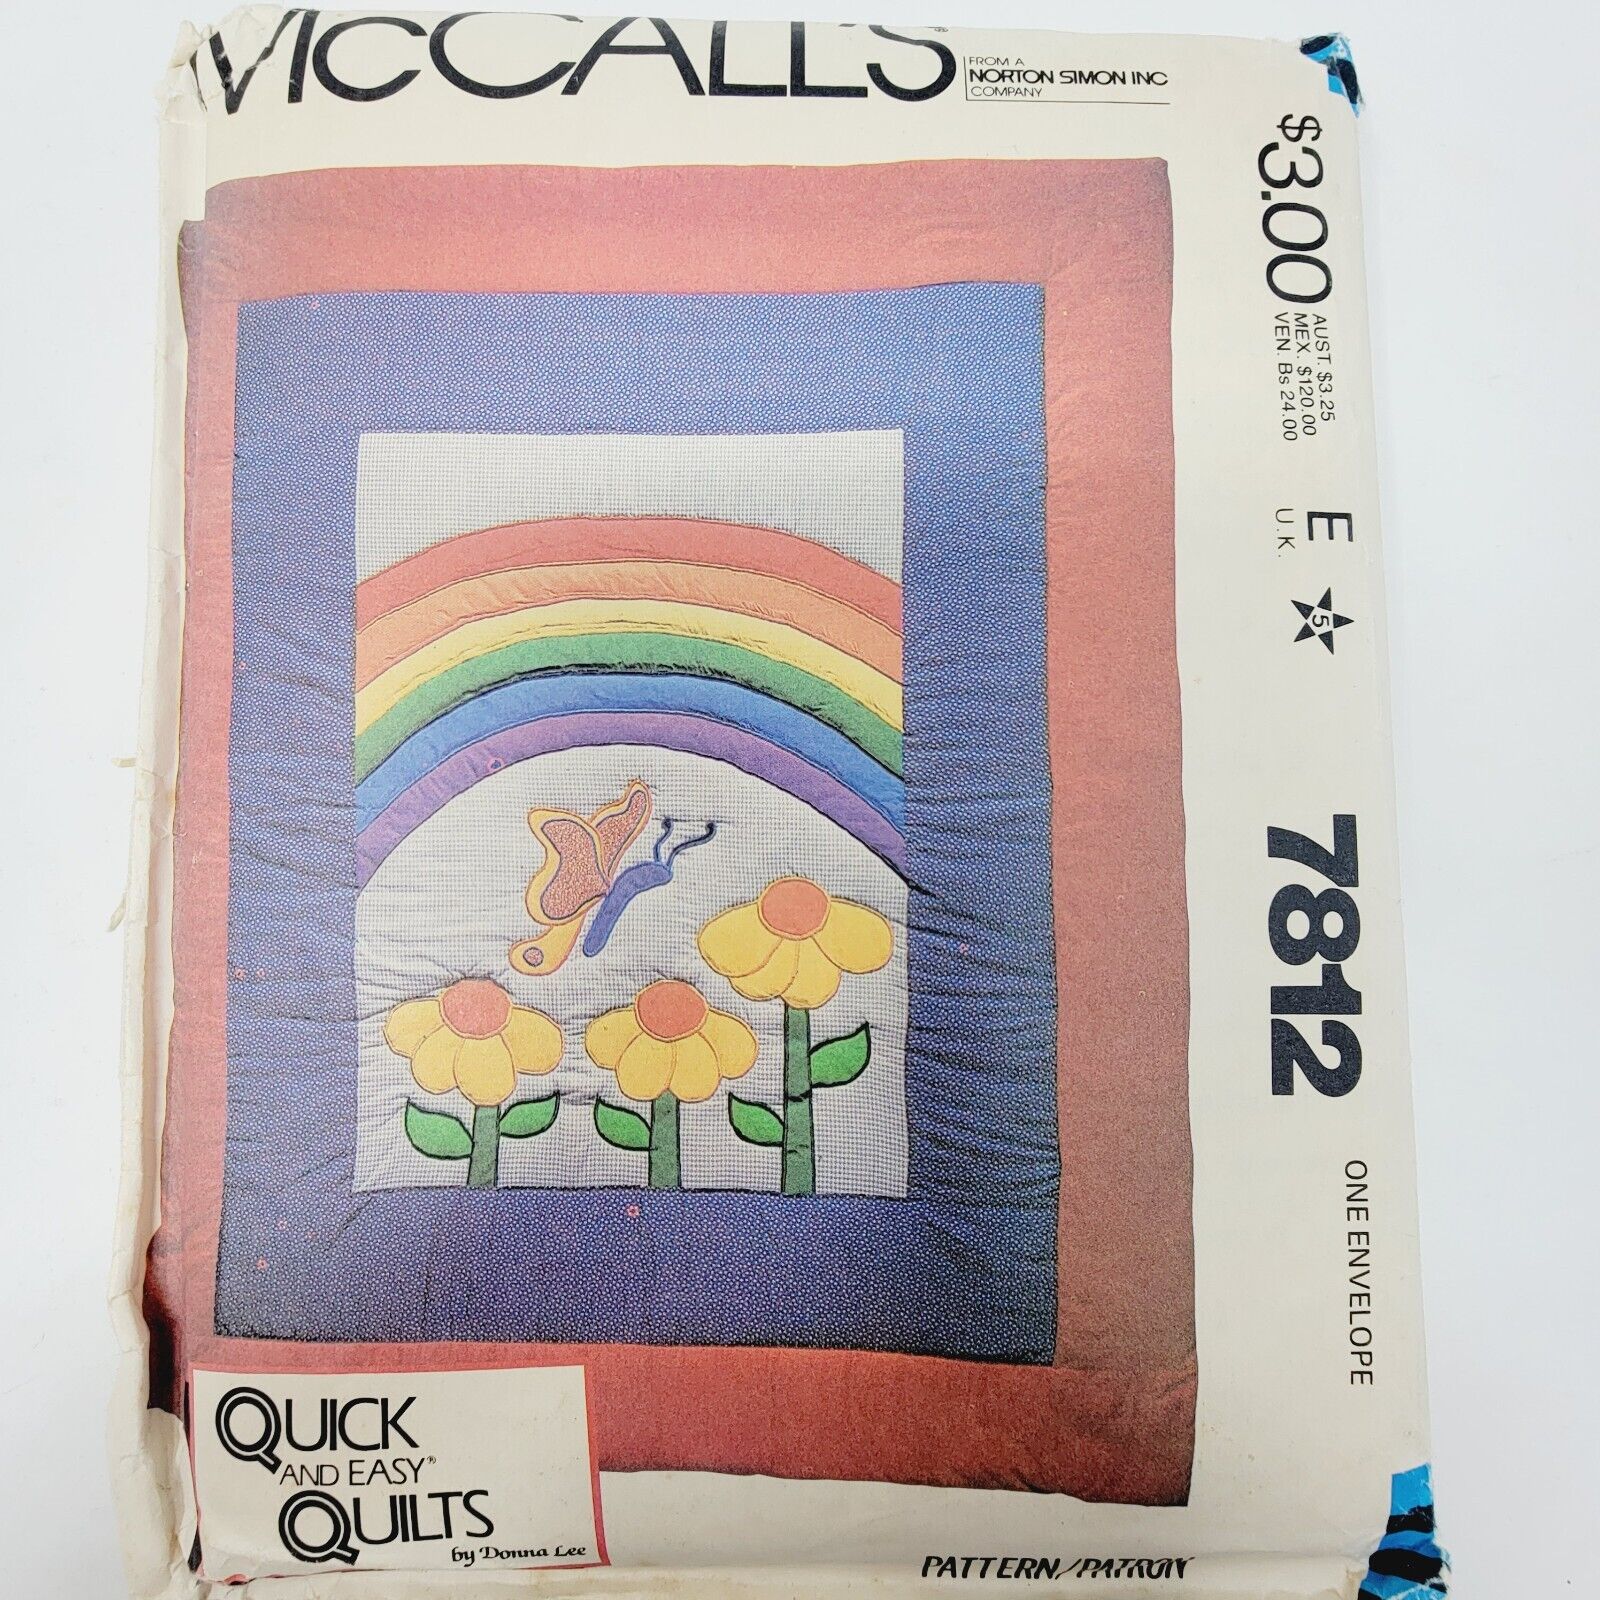 McCALL'S®
FROM A
NORTON SIMON INC
COMPANY
$3.00
AUST. $3.25
MEX. $120.00
VEN. Bs 24.00
E
U.K.
5
7812
ONE ENVELOPE
QUICK
AND EASY®
QUILTS
by Donna Lee
PATTERN/PATRON